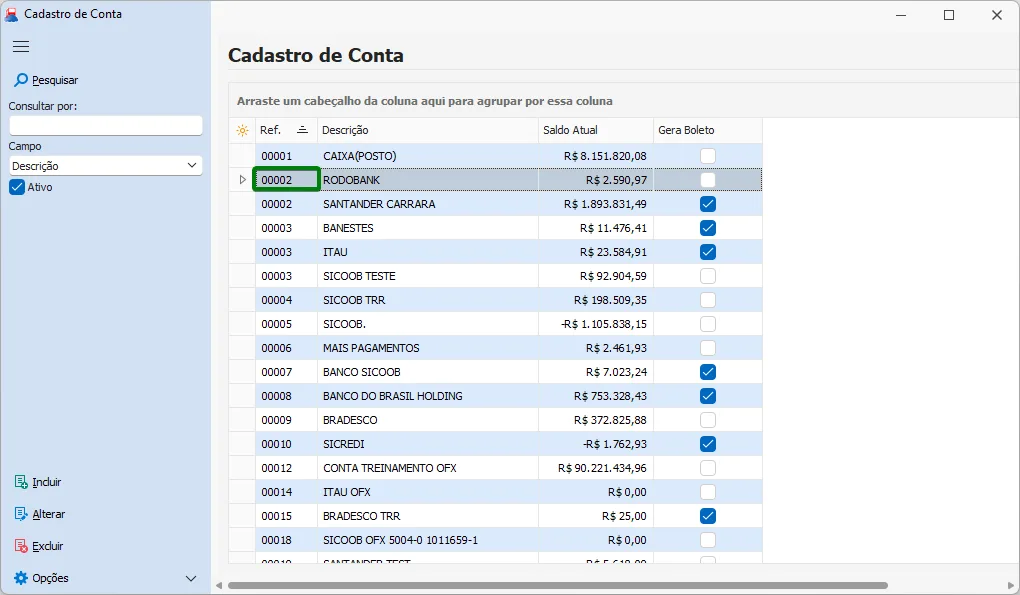 Cadastro de Conta
Pesquisar
Consultar por:
Campo
Descrição
Ativo
Incluir
Alterar
Excluir
Opções
Cadastro de Conta
Arraste um cabeçalho da coluna aqui para agrupar por essa coluna
Ref. Descrição Saldo Atual Gera Boleto
00001 CAIXA(POSTO) R$ 8.151.820,08
00002 RODOBANK R$ 2.590,97
00002 SANTANDER CARRARA R$ 1.893.831,49
00003 BANESTES R$ 11.476,41
00003 ITAU R$ 23.584,91
00003 SICOOB TESTE R$ 92.904,59
00004 SICOOB TRR R$ 198.509,35
00005 SICOOB. -R$ 1.105.838,15
00006 MAIS PAGAMENTOS R$ 2.461,93
00007 BANCO SICOOB R$ 7.023,24
00008 BANCO DO BRASIL HOLDING R$ 753.328,43
00009 BRADESCO R$ 372.825,88
00010 SICREDI -R$ 1.762,93
00012 CONTA TREINAMENTO OFX R$ 90.221.434,96
00014 ITAU OFX R$ 0,00
00015 BRADESCO TRR R$ 25,00
00018 SICOOB OFX 5004-0 1011659-1 R$ 0,00
SANTANDER TEST